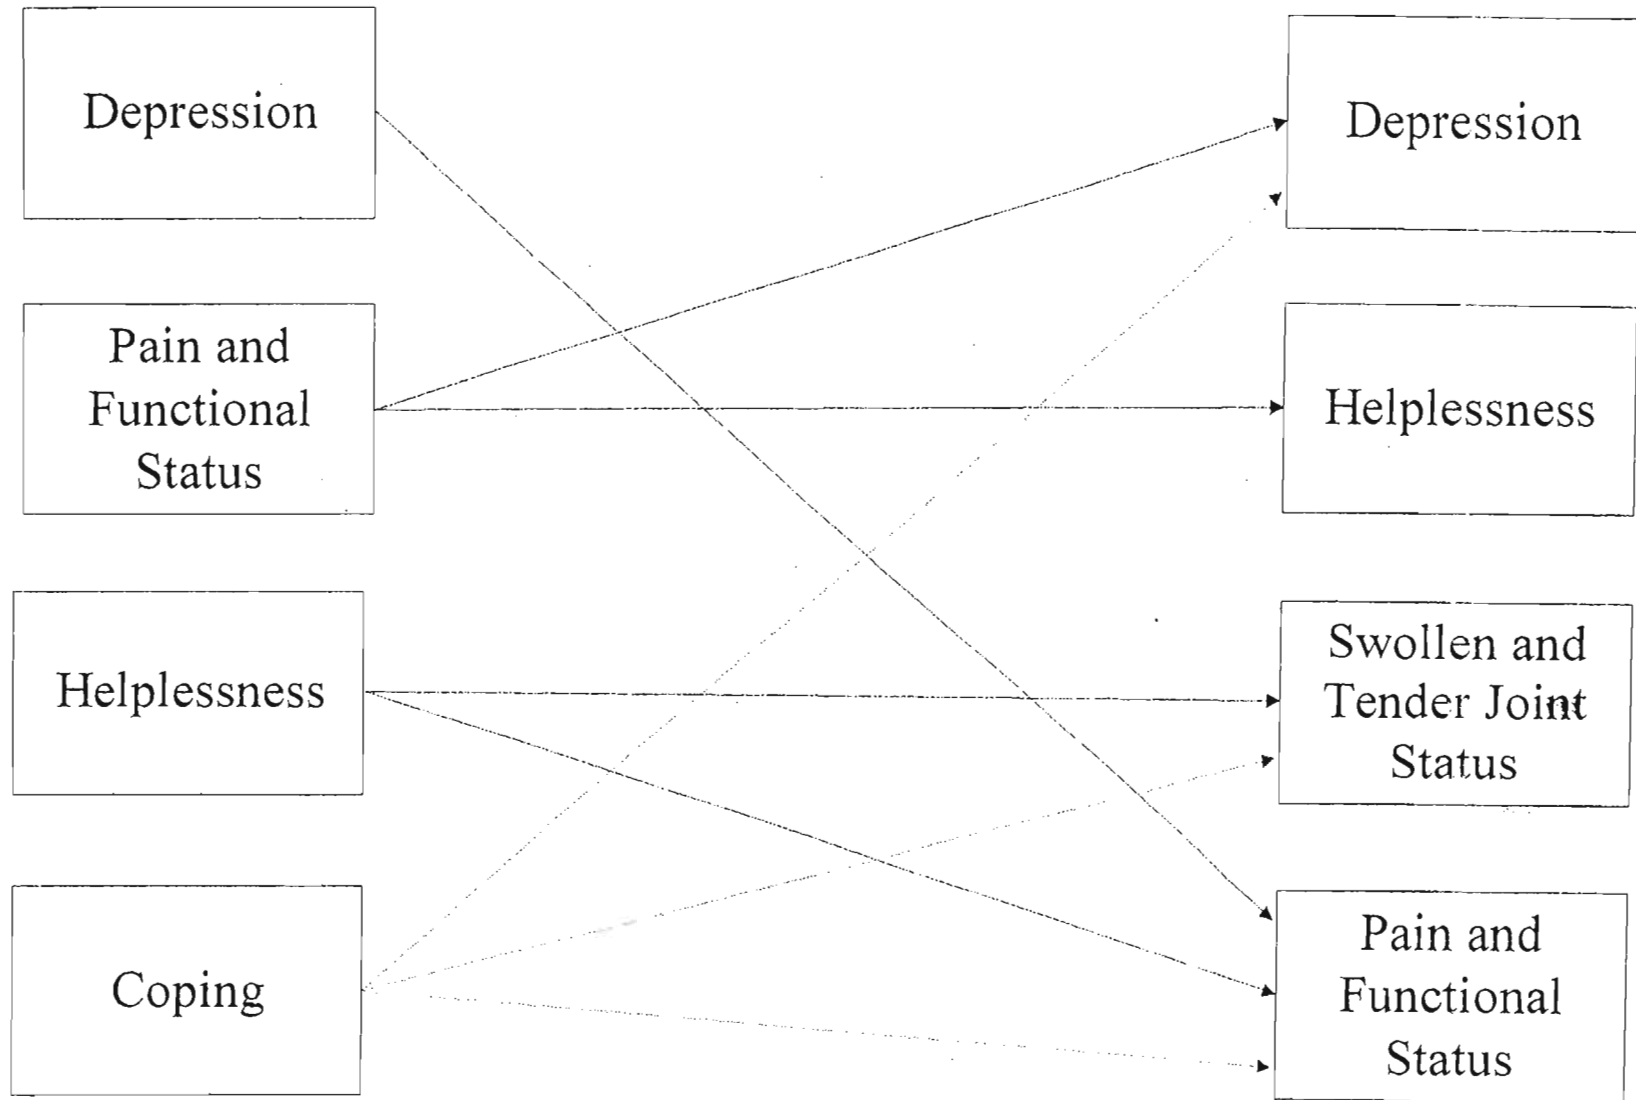 Depression
Pain and
Functional
Status
Helplessness
Coping
Depression
Helplessness
Swollen and
Tender Joint
Status
Pain and
Functional
Status